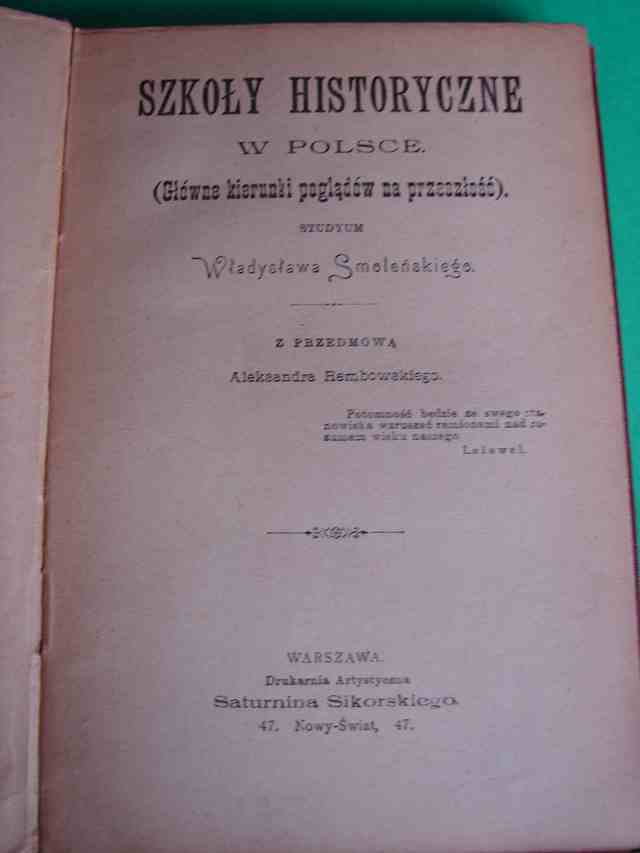 SZKOŁY HISTORYCZNE
W POLSCE.
(Główne kierunki poglądów na przeszłość).
STUDYUM
Władysława Smoleńskiego.
Z PRZEDMOWĄ
Aleksandra Rembowskiego.
Potomność będzie ze swego sta-
nowiska wzruszać ramionami nad ro-
zumem wieku naszego
Lelewel.
WARSZAWA.
Drukarnia Artystyczna
Saturnina Sikorskiego.
47. Nowy-Świat, 47.